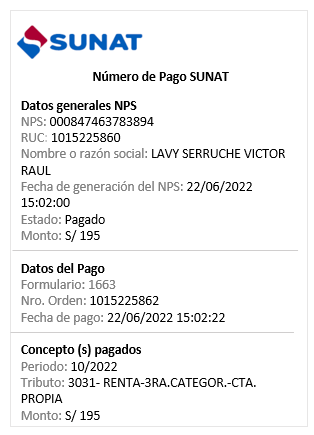 SUNAT
Número de Pago SUNAT
Datos generales NPS
NPS: 000847463783894
RUC: 1015225860
Nombre o razón social: LAVY SERRUCHE VICTOR
RAUL
Fecha de generación del NPS: 22/06/2022
15:02:00
Estado: Pagado
Monto: S/ 195
Datos del Pago
Formulario: 1663
Nro. Orden: 1015225862
Fecha de pago: 22/06/2022 15:02:22
Concepto (s) pagados
Periodo: 10/2022
Tributo: 3031- RENTA-3RA.CATEGOR.-CTA.
PROPIA
Monto: S/ 195